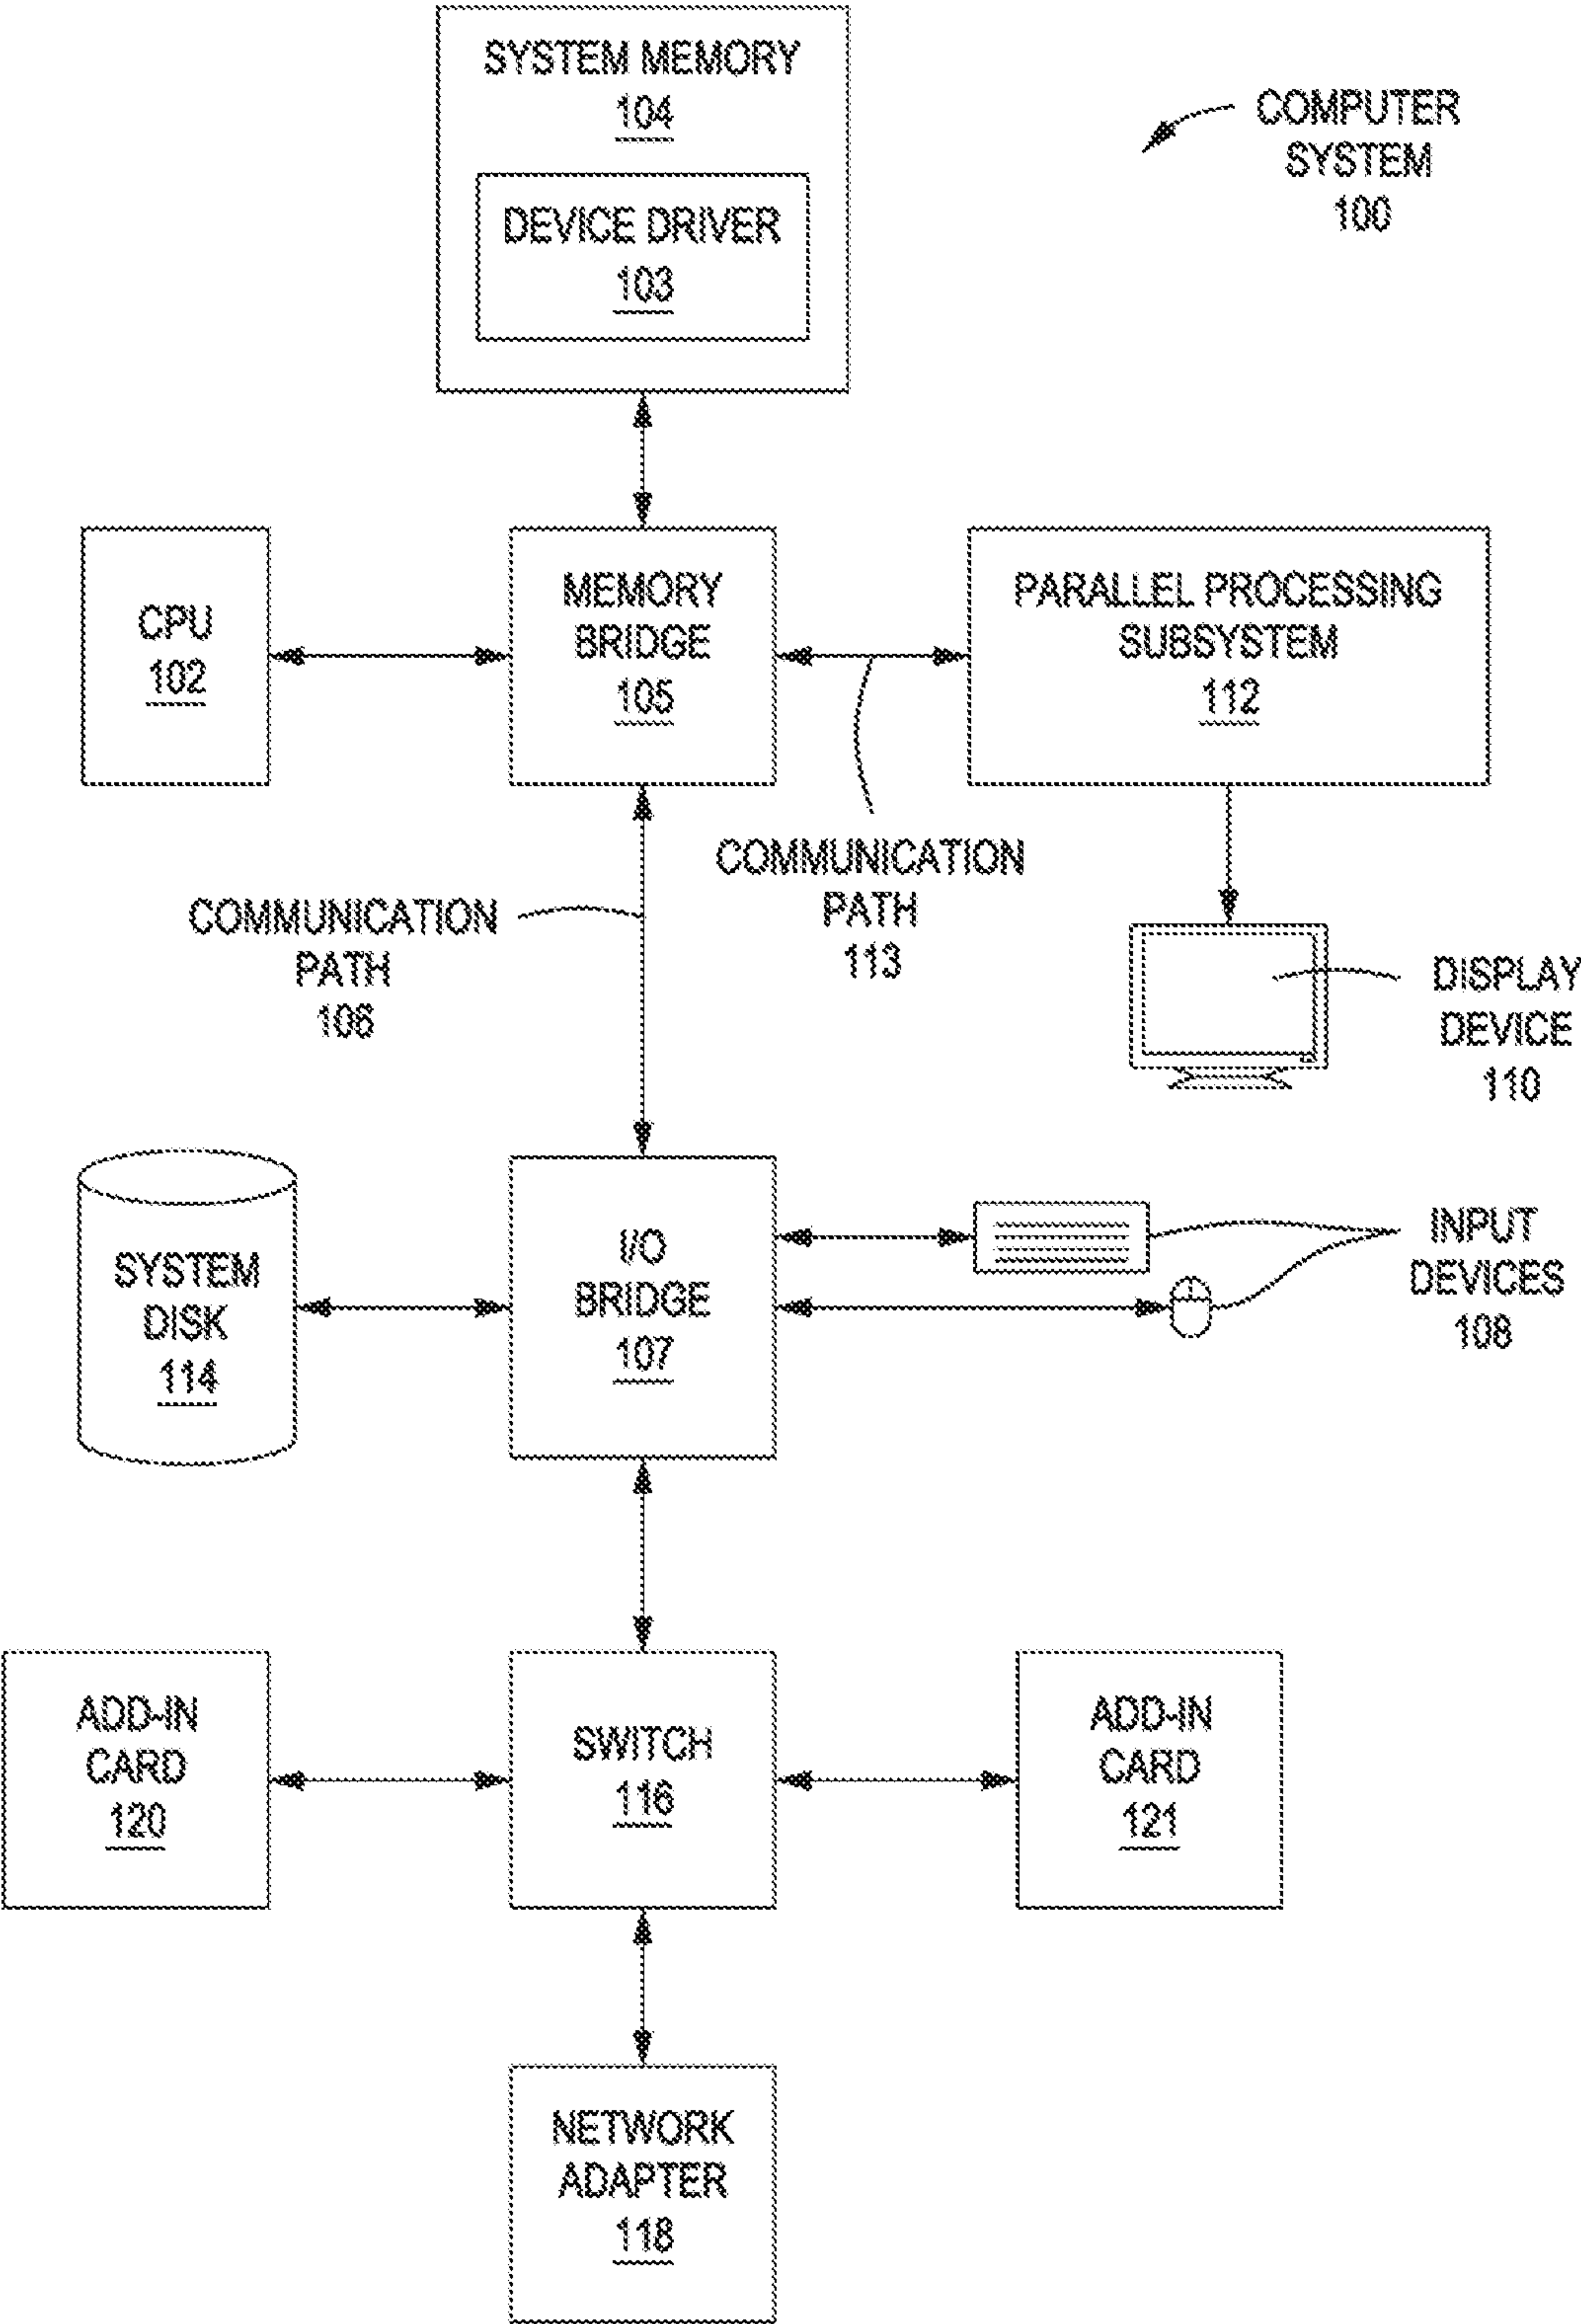 SYSTEM MEMORY
104
DEVICE DRIVER
103
COMPUTER
SYSTEM
100
CPU
102
MEMORY
BRIDGE
105
PARALLEL PROCESSING
SUBSYSTEM
112
COMMUNICATION
PATH
113
COMMUNICATION
PATH
106
DISPLAY
DEVICE
110
SYSTEM
DISK
114
I/O
BRIDGE
107
INPUT
DEVICES
108
ADD-IN
CARD
120
SWITCH
116
ADD-IN
CARD
121
NETWORK
ADAPTER
118